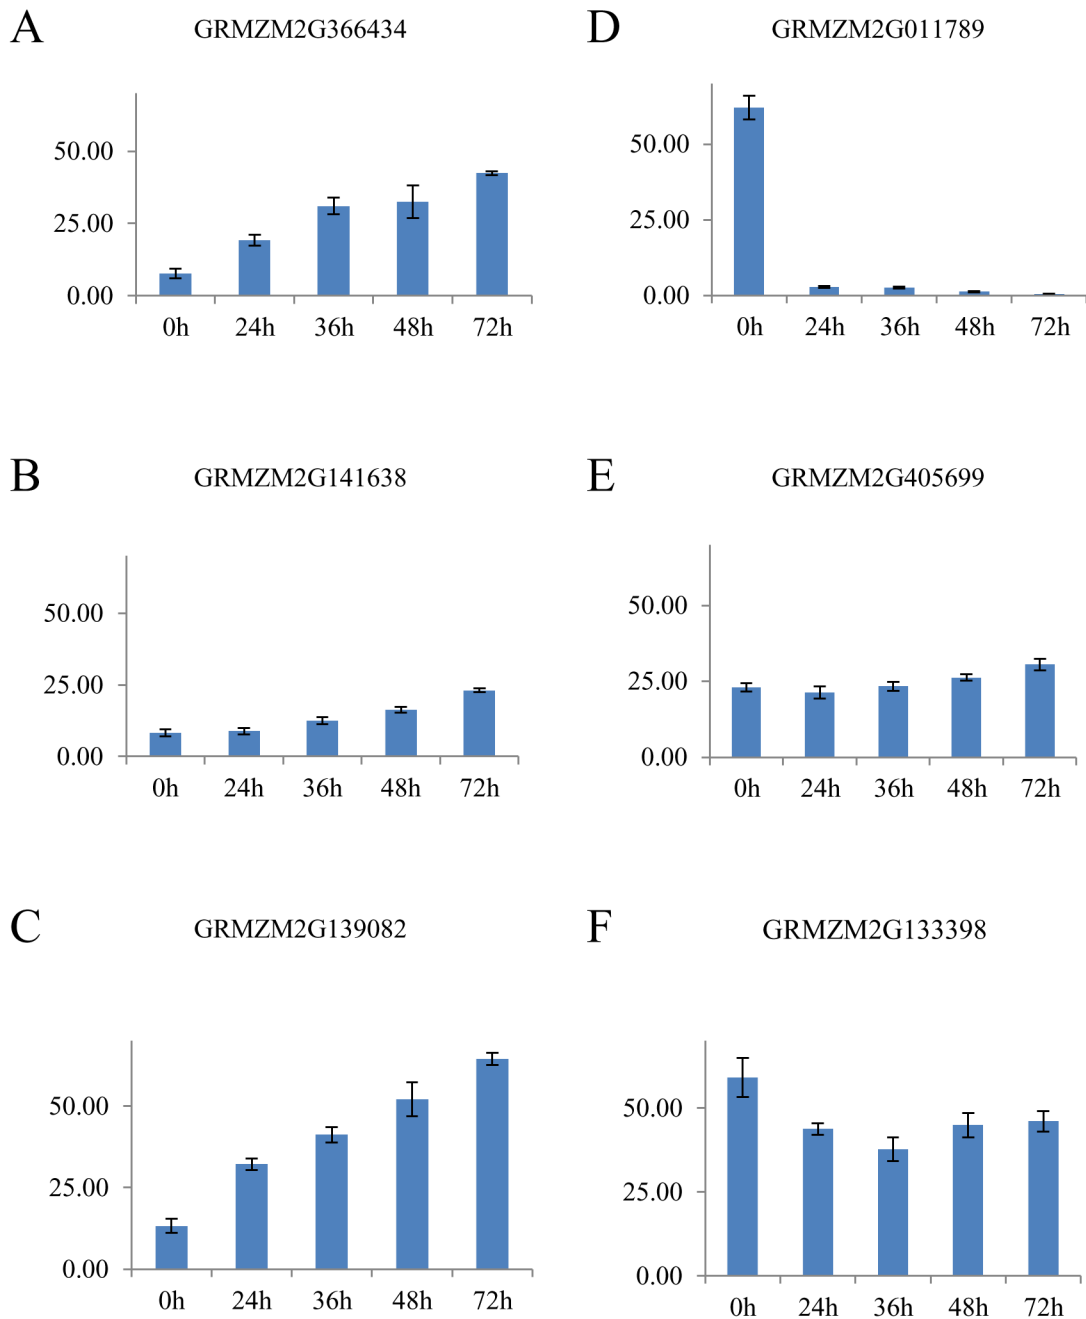 A
GRMZM2G366434
50.00
25.00
0.00
0h 24h 36h 48h 72h
D
GRMZM2G011789
50.00
25.00
0.00
0h 24h 36h 48h 72h
B
GRMZM2G141638
50.00
25.00
0.00
0h 24h 36h 48h 72h
E
GRMZM2G405699
50.00
25.00
0.00
0h 24h 36h 48h 72h
C
GRMZM2G139082
50.00
25.00
0.00
0h 24h 36h 48h 72h
F
GRMZM2G133398
50.00
25.00
0.00
0h 24h 36h 48h 72h